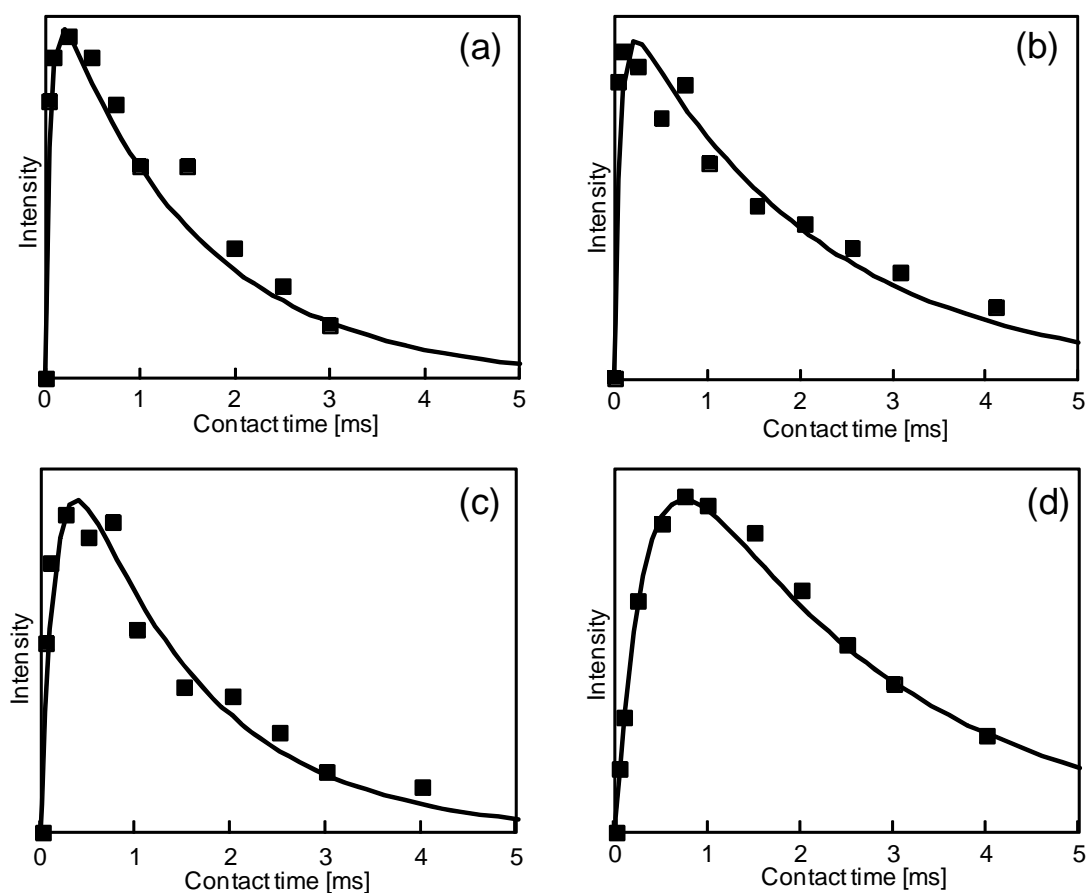 (a)
Intensity
0 1 2 3 4 5
Contact time [ms]
(b)
Intensity
0 1 2 3 4 5
Contact time [ms]
(c)
Intensity
0 1 2 3 4 5
Contact time [ms]
(d)
Intensity
0 1 2 3 4 5
Contact time [ms]